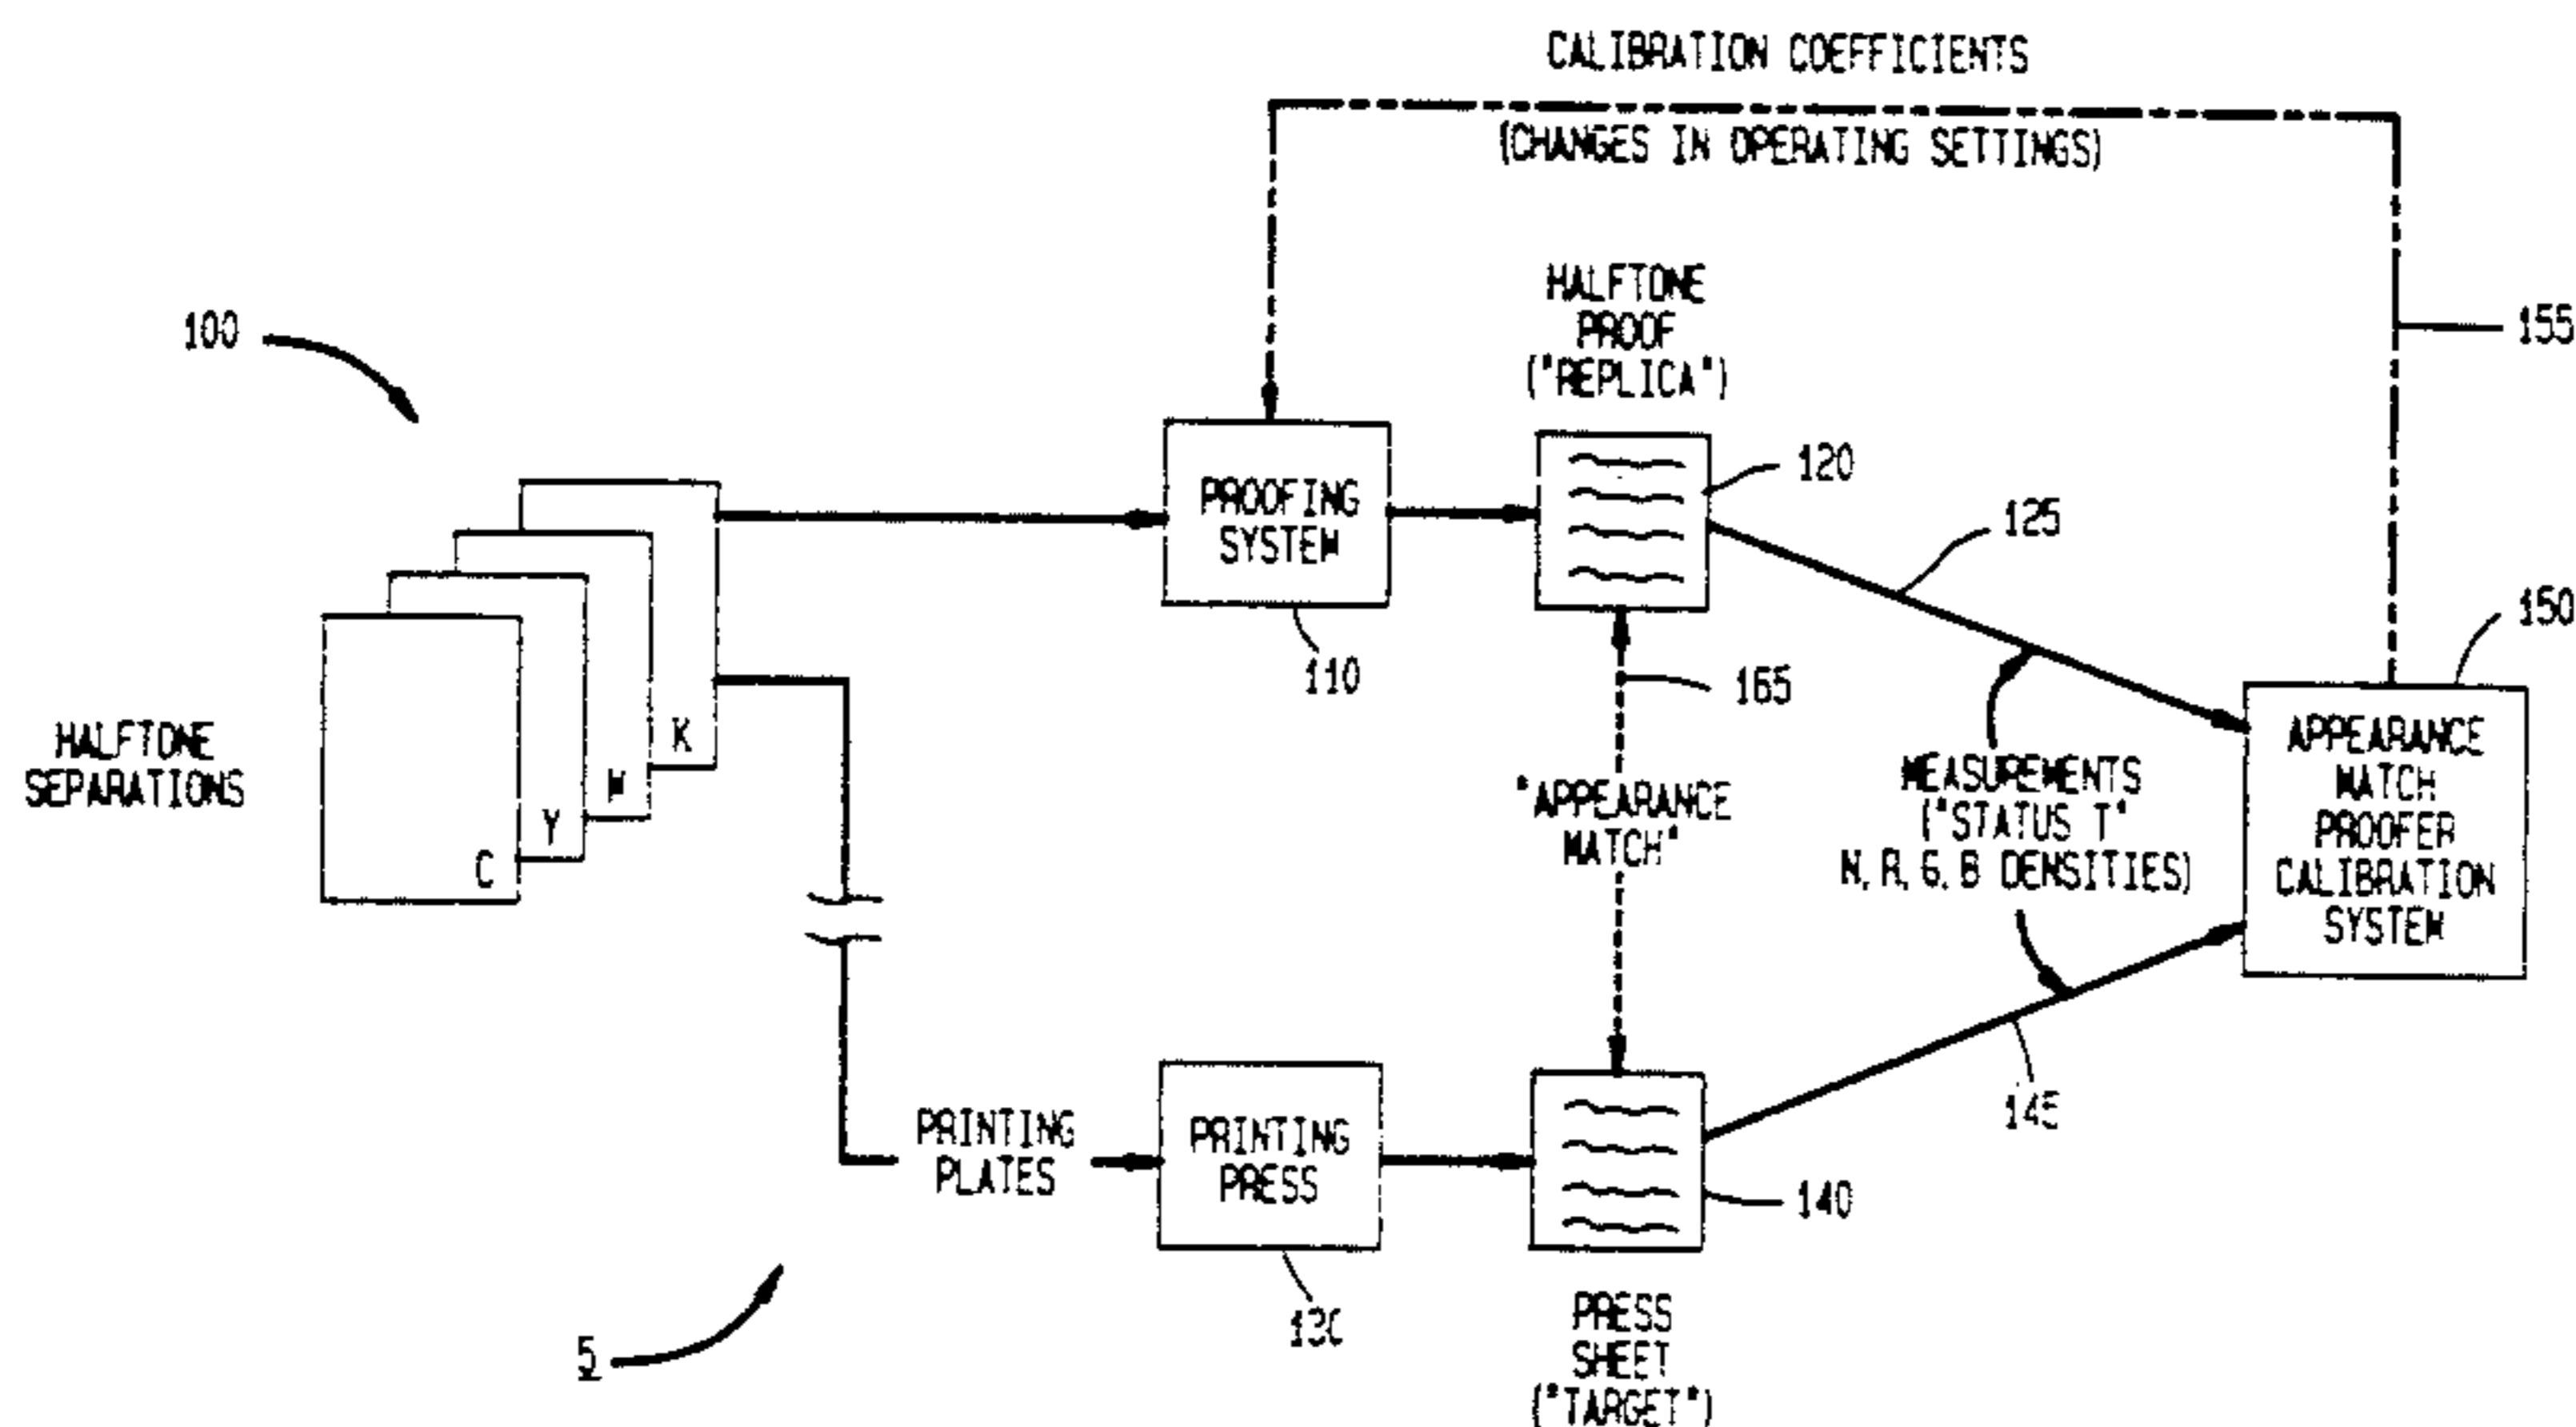 CALIBRATION COEFFICIENTS
(CHANGES IN OPERATING SETTINGS)
155
100
HALFTONE
PROOF
("REPLICA")
120
PROOFING
SYSTEM
110
125
150
165
HALFTONE
SEPARATIONS
K
M
Y
C
"APPEARANCE
MATCH"
MEASUREMENTS
("STATUS T"
N, R, G, B DENSITIES)
APPEARANCE
MATCH
PROOFER
CALIBRATION
SYSTEM
145
PRINTING
PLATES
PRINTING
PRESS
130
140
PRESS
SHEET
("TARGET")
5